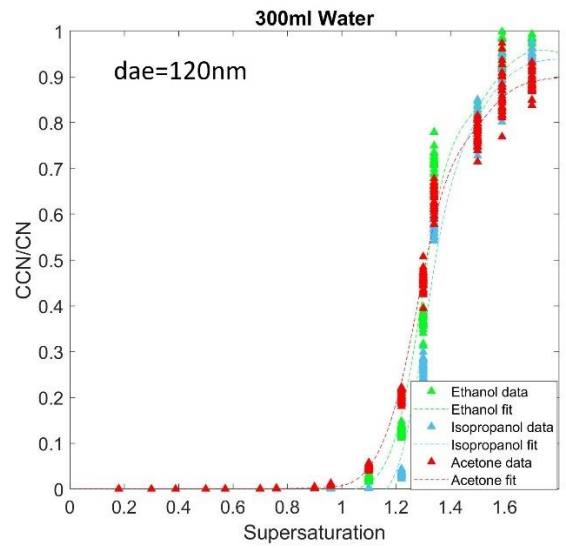 300ml Water
dae=120nm
CCN/CN
1
0.9
0.8
0.7
0.6
0.5
0.4
0.3
0.2
0.1
0
0 0.2 0.4 0.6 0.8 1 1.2 1.4 1.6
Supersaturation
Ethanol data
Ethanol fit
Isopropanol data
Isopropanol fit
Acetone data
Acetone fit